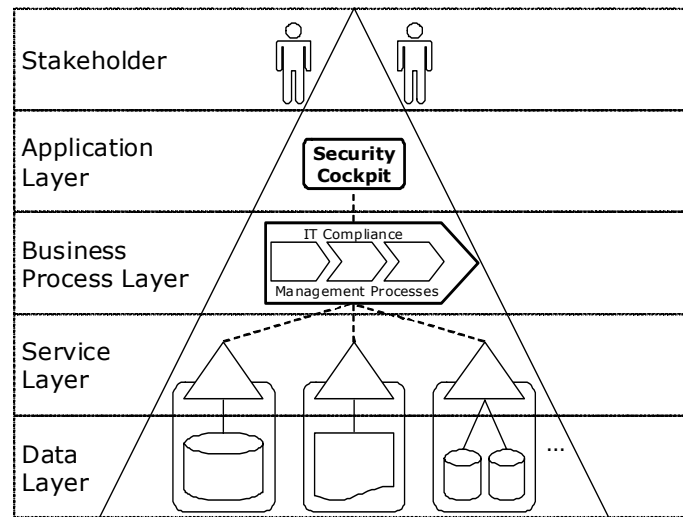 Stakeholder
Application
Layer
Security
Cockpit
Business
Process Layer
IT Compliance
Management Processes
Service
Layer
Data
Layer
...